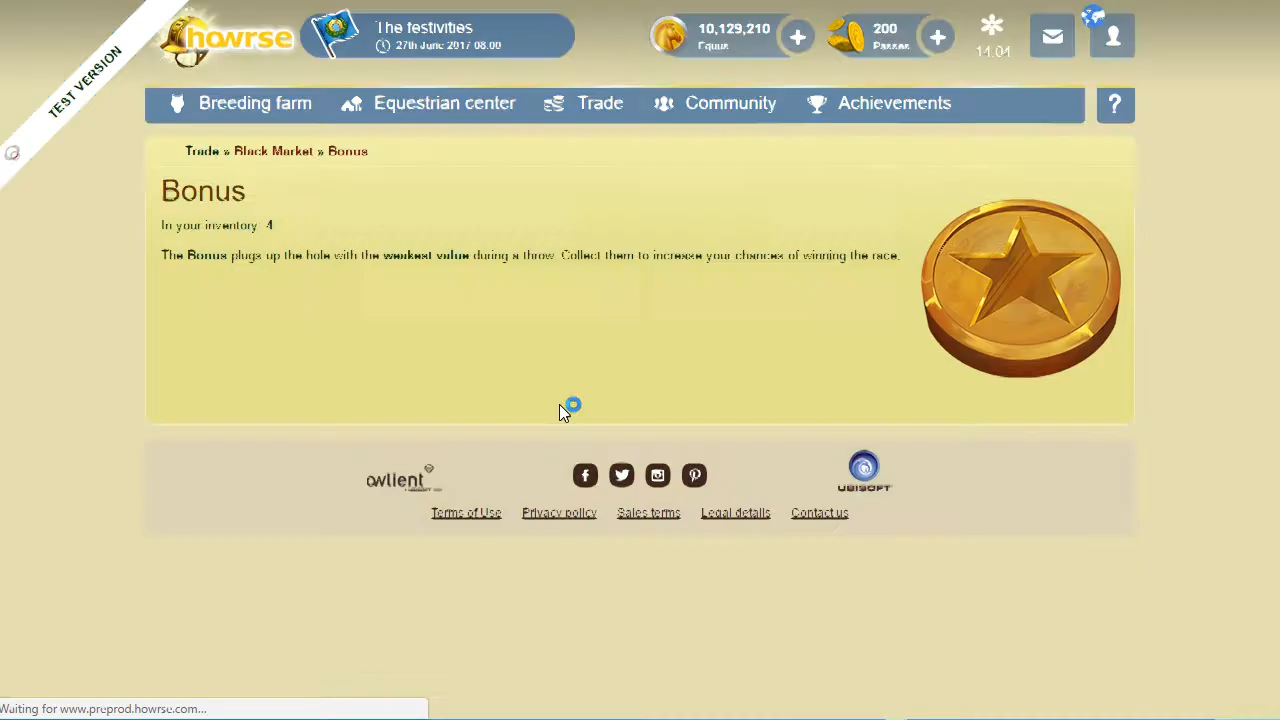 TEST VERSION
howrse
The festivities
27th June 2017 08.00
10,129,210
Equus
200
Passes
Breeding farm
Equestrian center
Trade
Community
Achievements
?
Trade » Black Market » Bonus
Bonus
In your inventory 4
The Bonus plugs up the hole with the weakest value during a throw. Collect them to increase your chances of winning the race.
owlient
UBISOFT
Terms of Use
Privacy policy
Sales terms
Legal details
Contact us
Waiting for www.preprod.howrse.com...